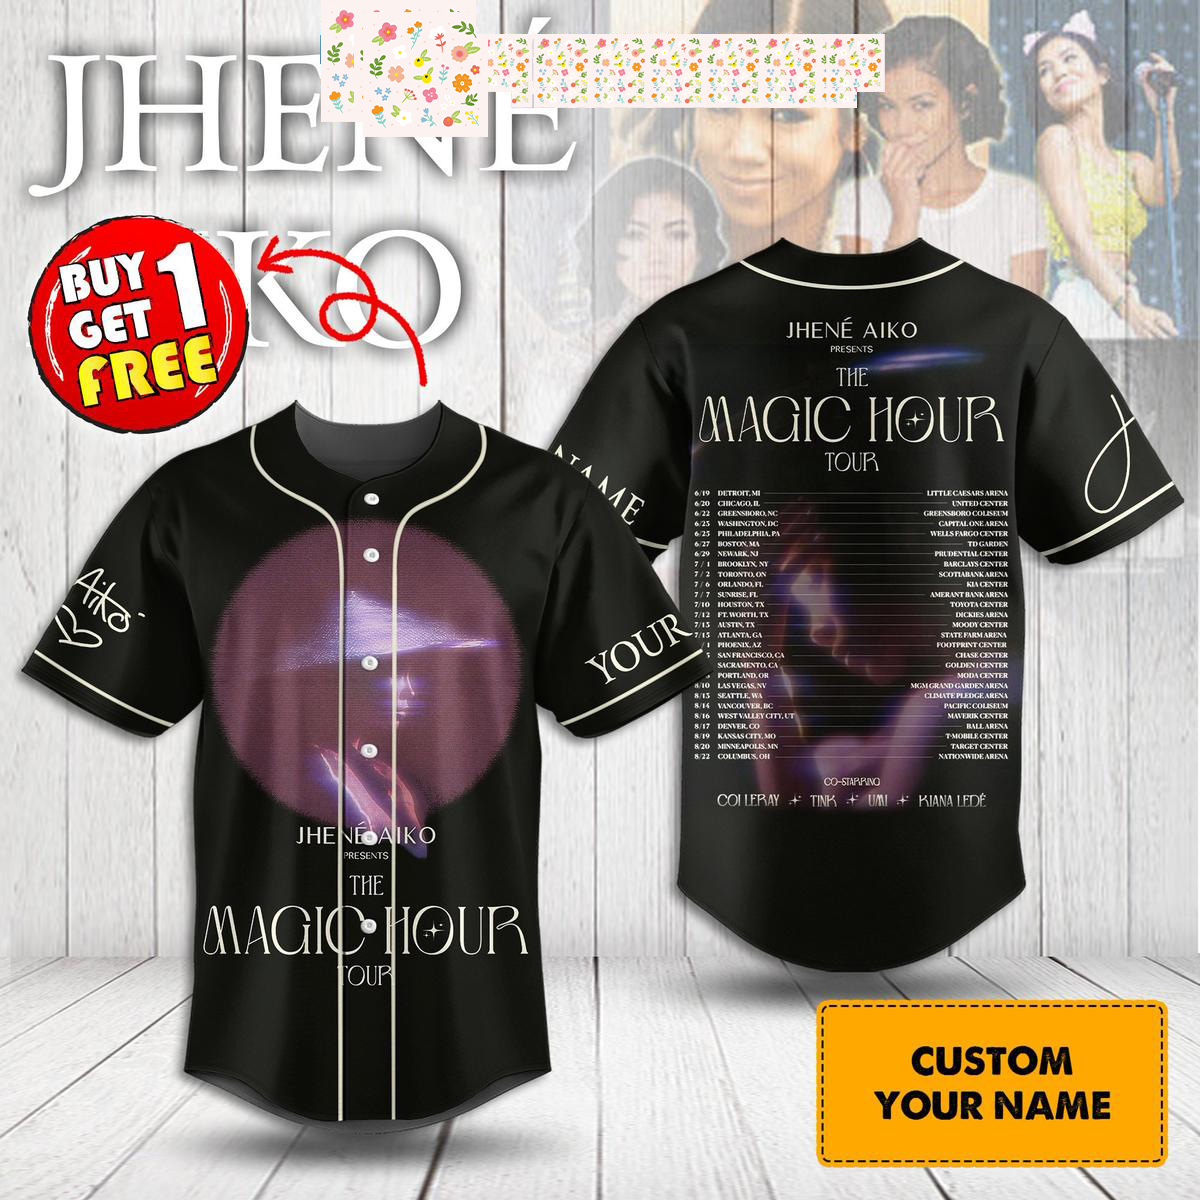 JHENÉ
AIKO
BUY 1
GET
FREE
JHENÉ AIKO
PRESENTS
THE
MAGIC HOUR
TOUR
6/19 DETROIT, MI LITTLE CAESARS ARENA
6/20 CHICAGO, IL UNITED CENTER
6/22 GREENSBORO, NC GREENSBORO COLISEUM
6/23 WASHINGTON, DC CAPITAL ONE ARENA
6/25 PHILADELPHIA, PA WELLS FARGO CENTER
6/27 BOSTON, MA TD GARDEN
6/29 NEWARK, NJ PRUDENTIAL CENTER
7/1 BROOKLYN, NY BARCLAYS CENTER
7/2 TORONTO, ON SCOTIABANK ARENA
7/6 ORLANDO, FL KIA CENTER
7/7 SUNRISE, FL AMERANT BANK ARENA
7/10 HOUSTON, TX TOYOTA CENTER
7/12 FT. WORTH, TX DICKIES ARENA
7/13 AUSTIN, TX MOODY CENTER
7/15 ATLANTA, GA STATE FARM ARENA
1 PHOENIX, AZ FOOTPRINT CENTER
SAN FRANCISCO, CA CHASE CENTER
SACRAMENTO, CA GOLDEN 1 CENTER
PORTLAND, OR MODA CENTER
8/10 LAS VEGAS, NV MGM GRAND GARDEN ARENA
8/13 SEATTLE, WA CLIMATE PLEDGE ARENA
8/14 VANCOUVER, BC PACIFIC COLISEUM
8/16 WEST VALLEY CITY, UT MAVERIK CENTER
8/17 DENVER, CO BALL ARENA
8/19 KANSAS CITY, MO T-MOBILE CENTER
8/20 MINNEAPOLIS, MN TARGET CENTER
8/22 COLUMBUS, OH NATIONWIDE ARENA
CO-STARRING
COI LERAY TINK UMI KIANA LEDÉ
NAME
J
Aiko
YOUR
JHENÉ AIKO
PRESENTS
THE
MAGIC HOUR
TOUR
CUSTOM
YOUR NAME